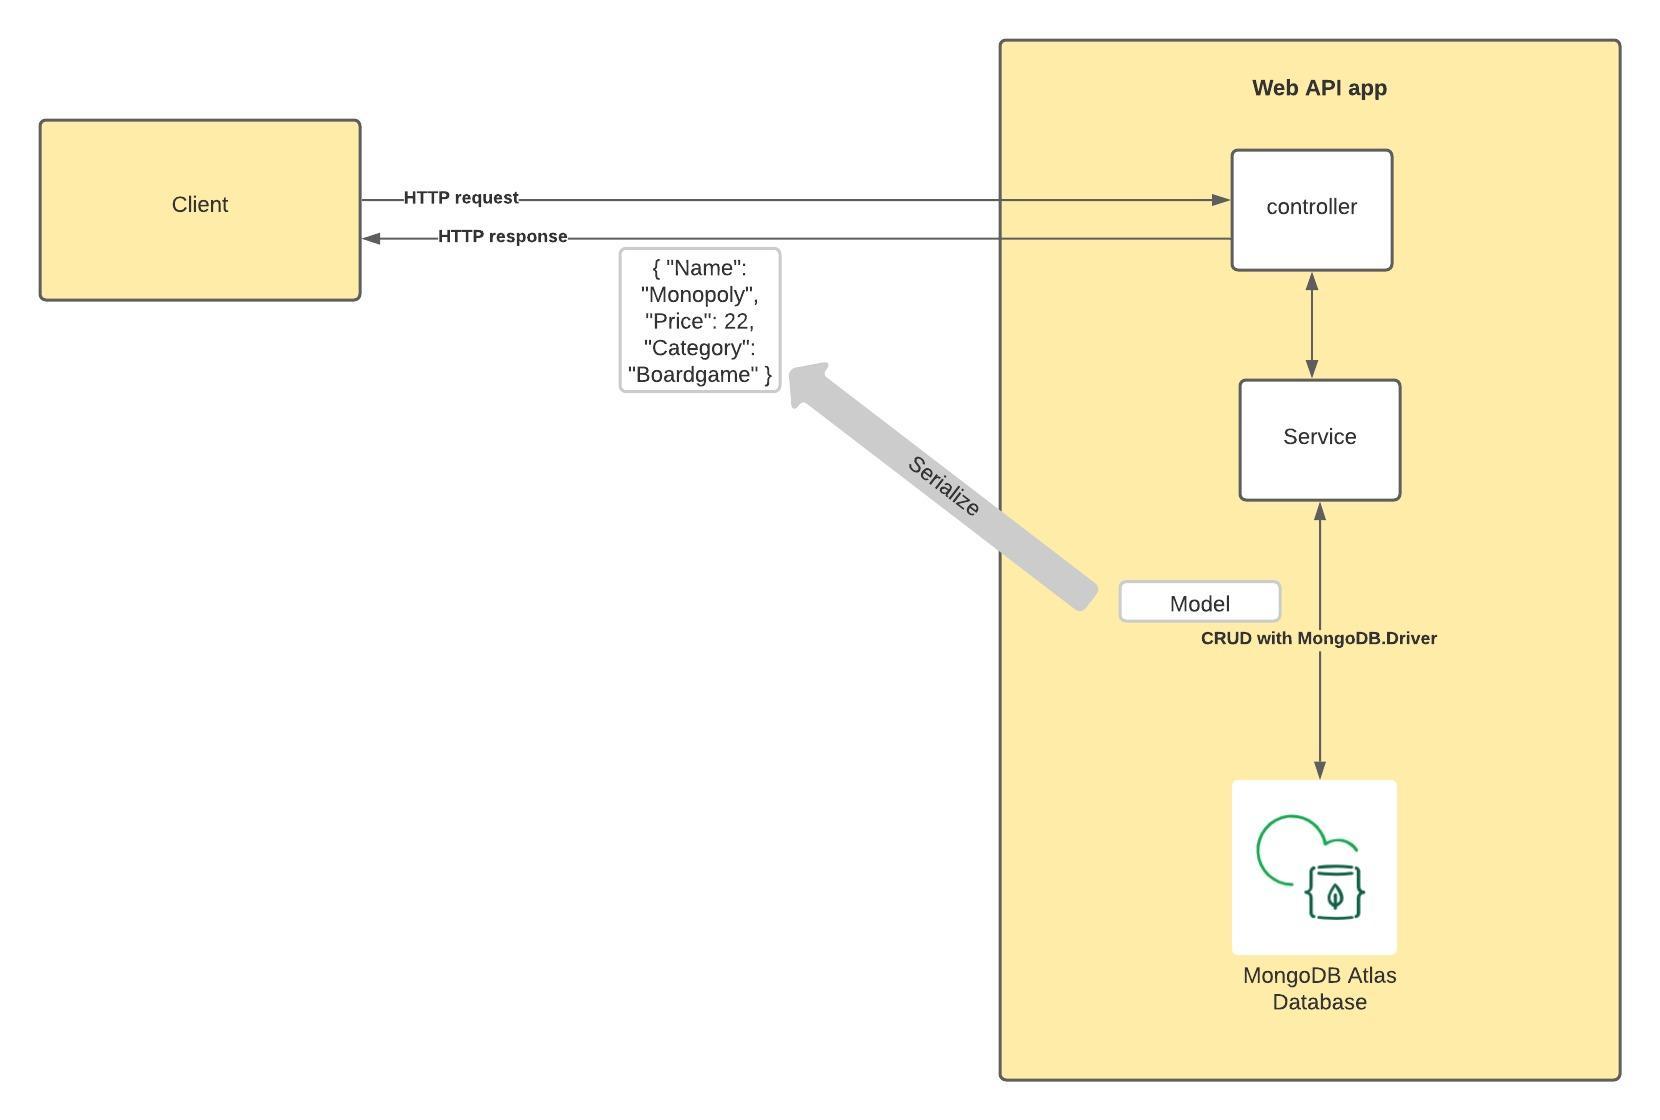 Web API app
Client
HTTP request
controller
HTTP response
{ "Name":
"Monopoly",
"Price": 22,
"Category":
"Boardgame" }
Service
Serialize
Model
CRUD with MongoDB.Driver
MongoDB Atlas
Database